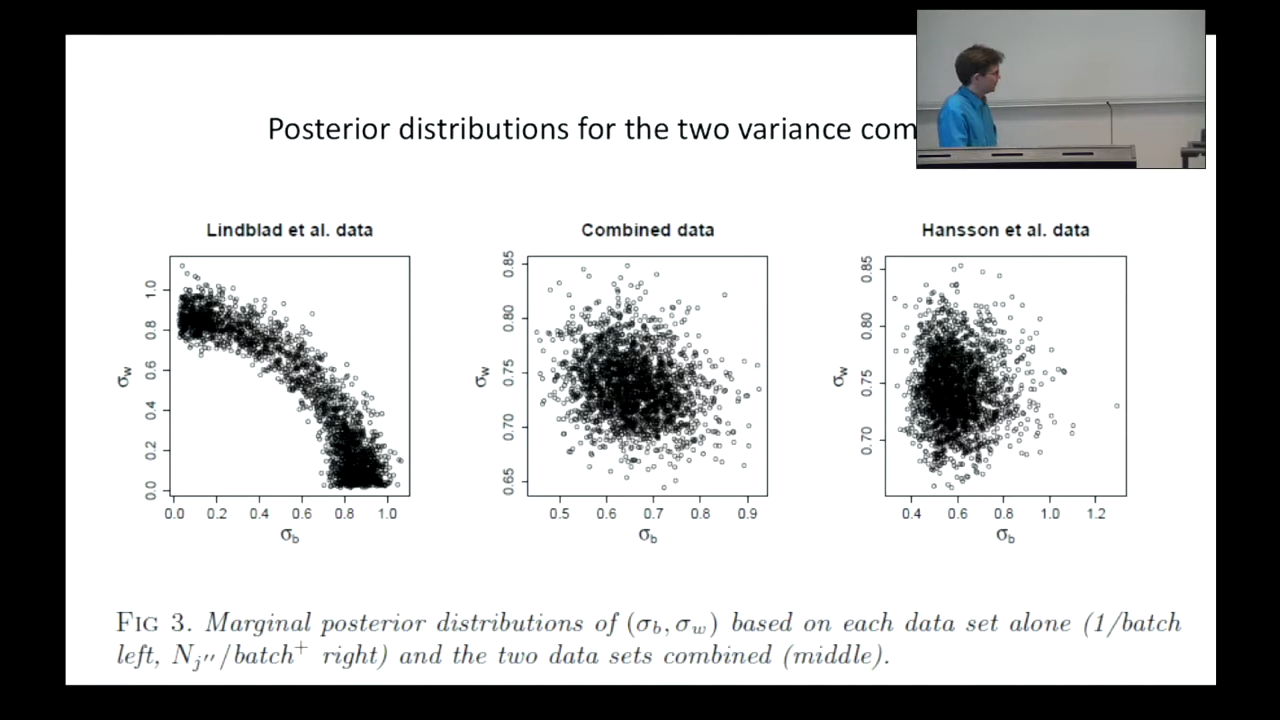 Posterior distributions for the two variance com
Lindblad et al. data
Combined data
Hansson et al. data
σw
1.0
0.8
0.6
0.4
0.2
0.0
0.0 0.2 0.4 0.6 0.8 1.0
σb
σw
0.85
0.80
0.75
0.70
0.65
0.5 0.6 0.7 0.8 0.9
σb
σw
0.85
0.80
0.75
0.70
0.4 0.6 0.8 1.0 1.2
σb
FIG 3. Marginal posterior distributions of (σb, σw) based on each data set alone (1/batch
left, Nj′′/batch+ right) and the two data sets combined (middle).